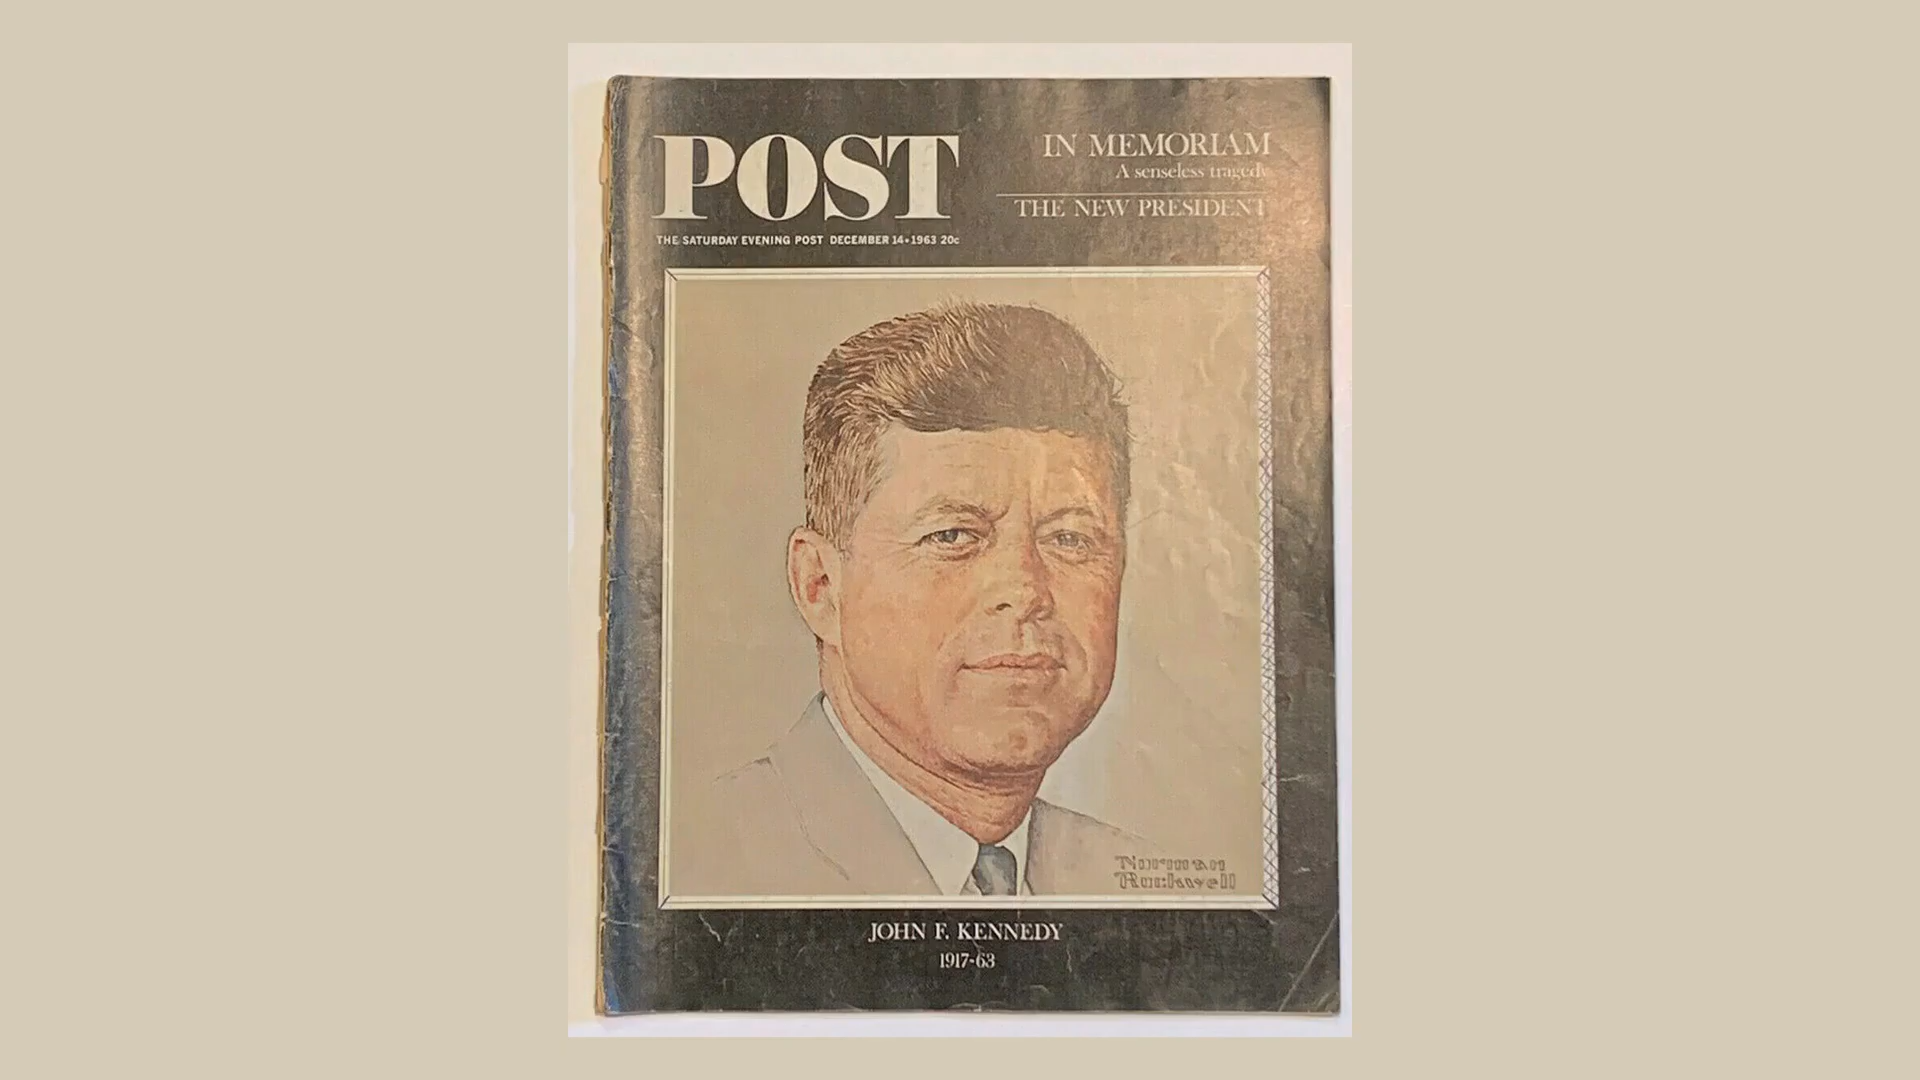 POST
THE SATURDAY EVENING POST DECEMBER 14•1963 20c
IN MEMORIAM
A senseless tragedy
THE NEW PRESIDENT
Norman
Rockwell
JOHN F. KENNEDY
1917-63